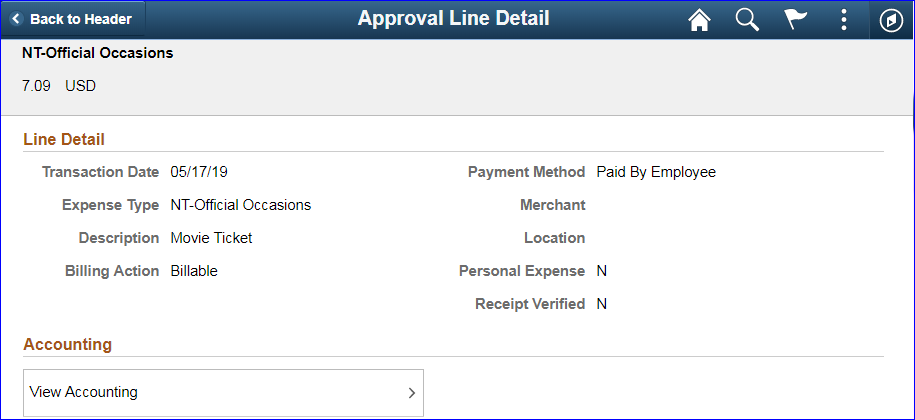 Back to Header
Approval Line Detail
NT-Official Occasions
7.09 USD
Line Detail
Transaction Date 05/17/19
Payment Method Paid By Employee
Expense Type NT-Official Occasions
Merchant
Description Movie Ticket
Location
Billing Action Billable
Personal Expense N
Receipt Verified N
Accounting
View Accounting